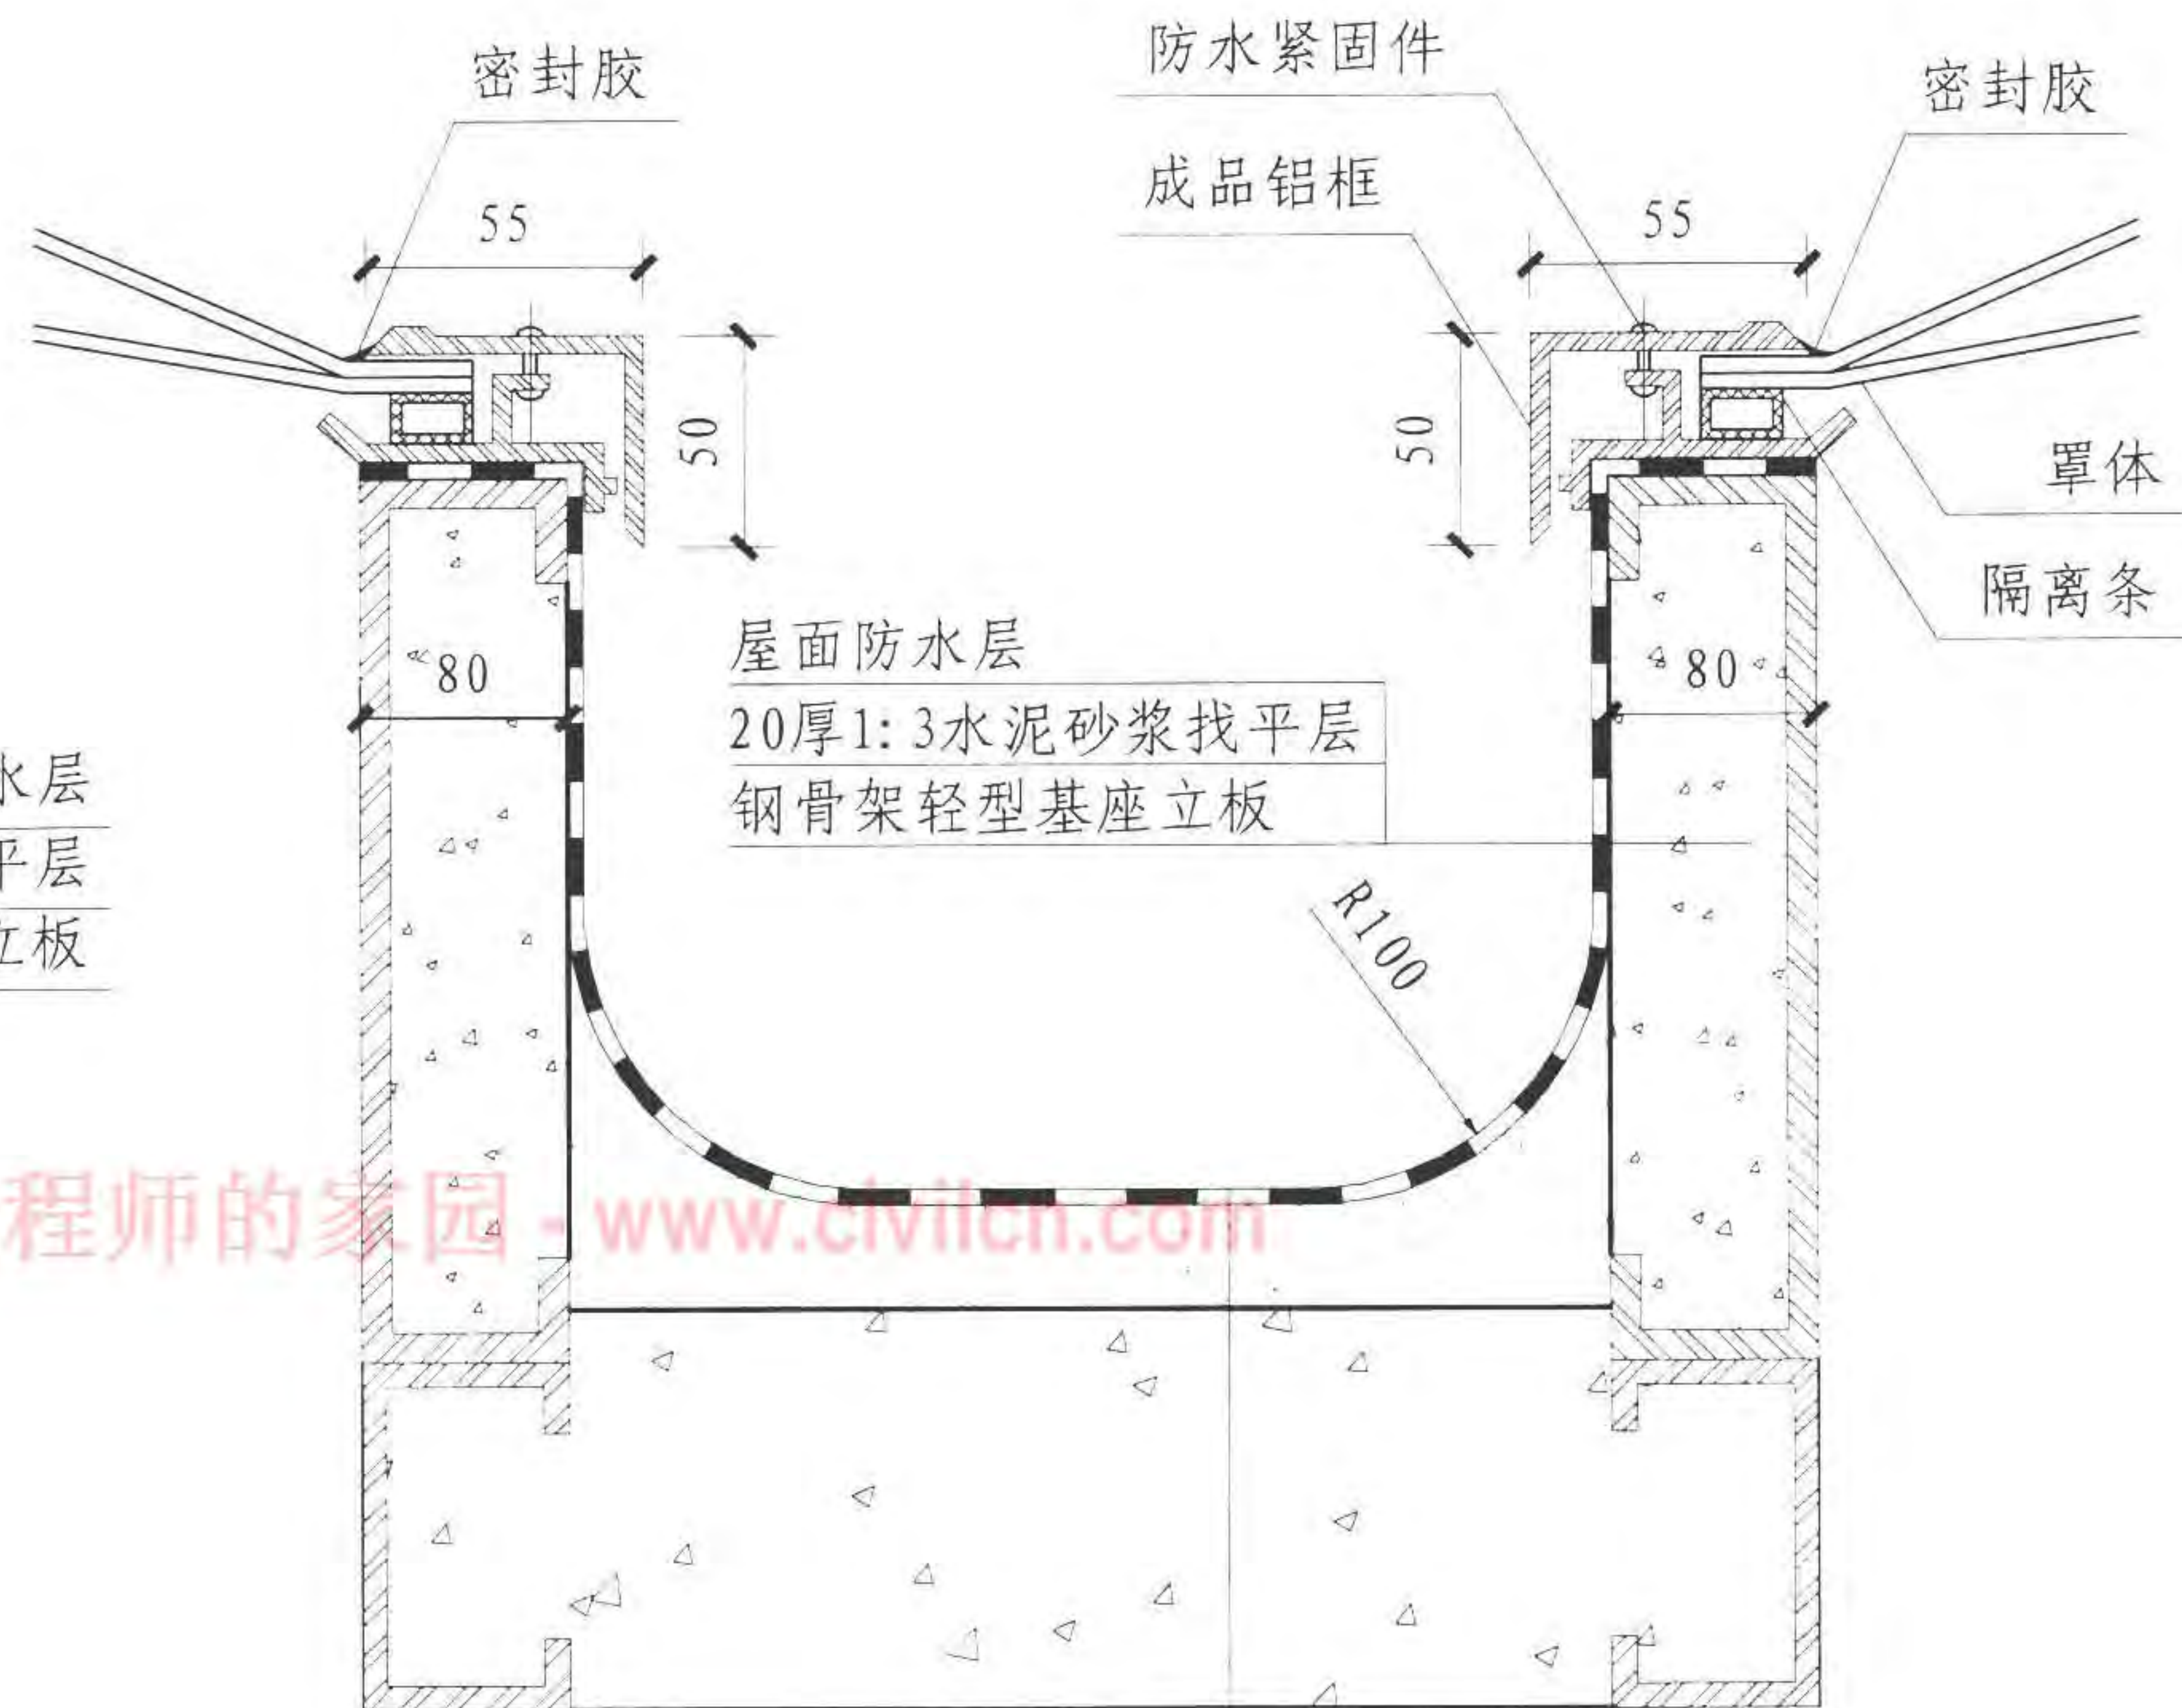 密封胶
防水紧固件
密封胶
成品铝框
55
55
50
50
罩体
隔离条
80
80
屋面防水层
20厚1:3水泥砂浆找平层
钢骨架轻型基座立板
水层
平层
立板
R100
程师的家园 - www.civilcn.com